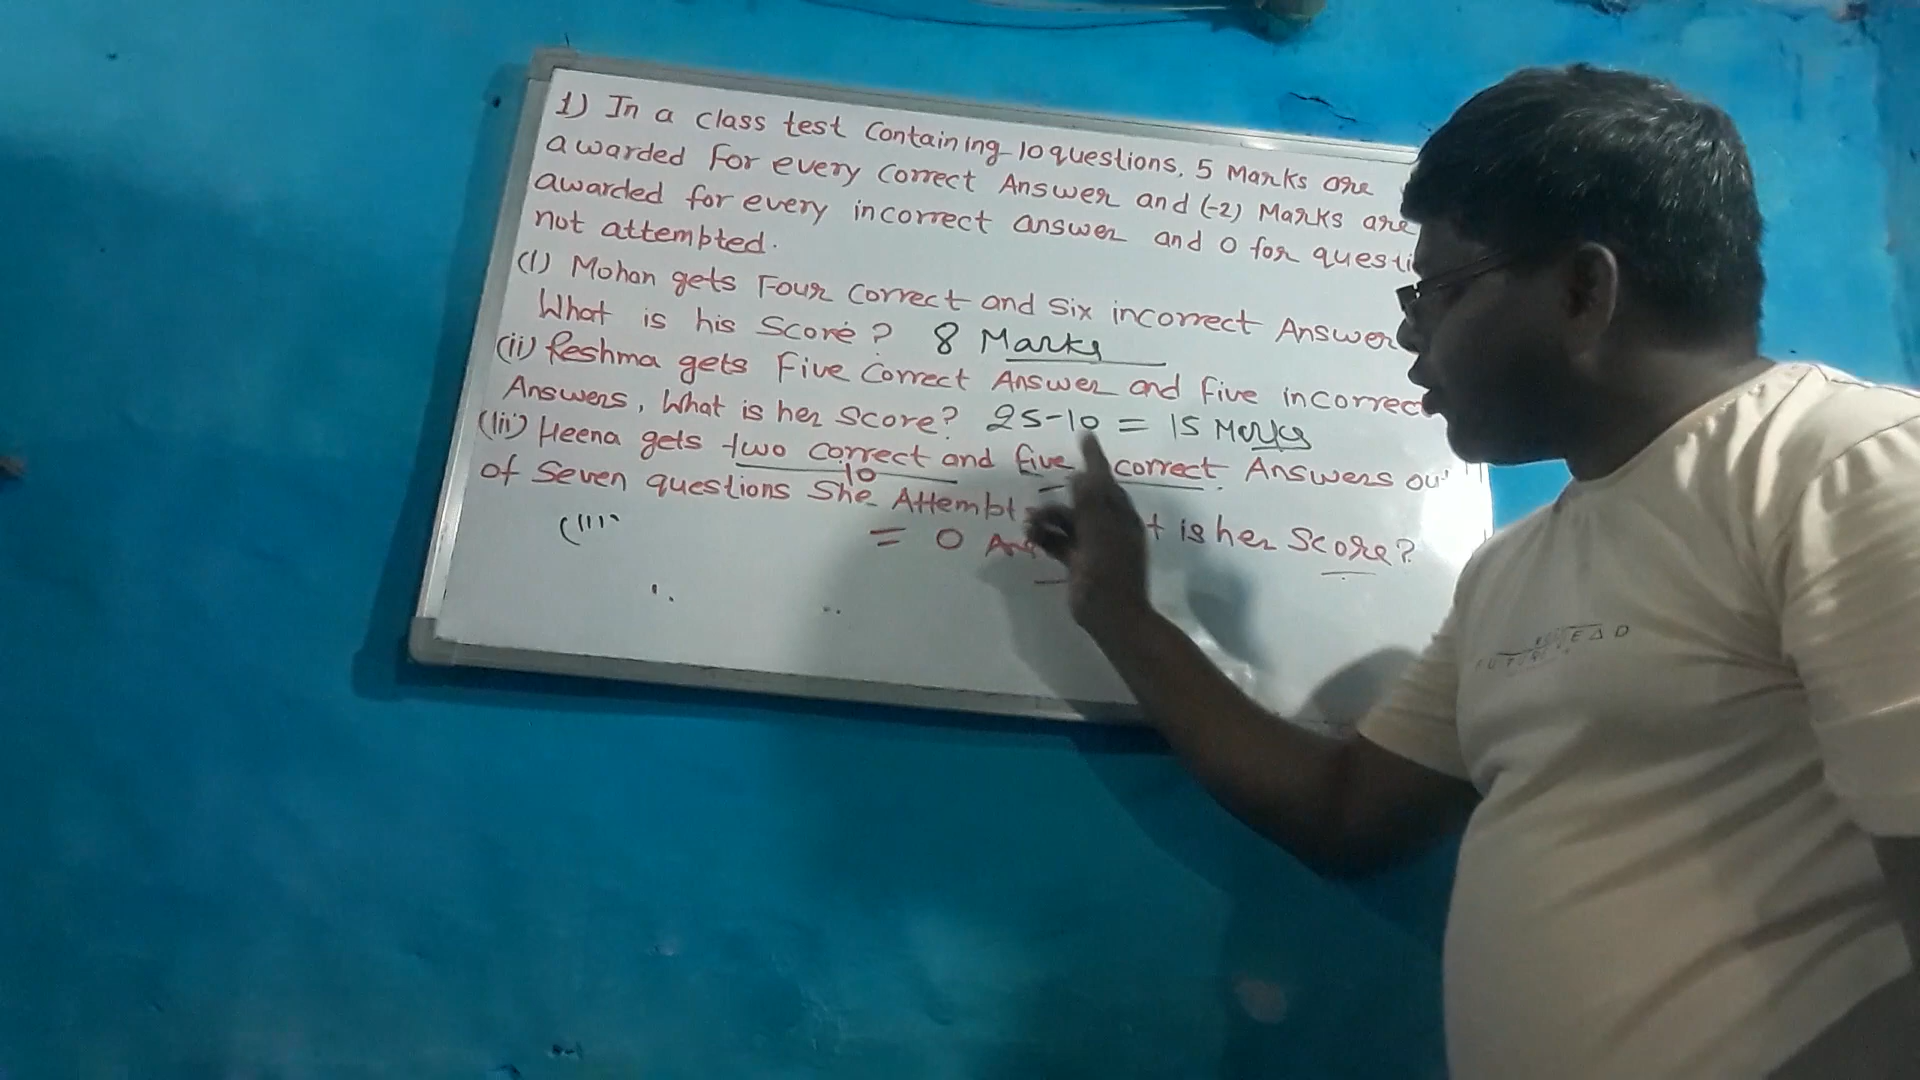 1) In a class test Containing 10 questions, 5 Marks are
awarded For every Correct Answer and (-2) Marks are
awarded for every incorrect answer and 0 for questi
not attempted.
(I) Mohan gets Four Correct and Six incorrect Answer
What is his Score? 8 Marks
(ii) Reshma gets Five Correct Answer and five incorrec
Answers, What is her Score? 25-10 = 15 Marks
(iii) Heena gets two correct and five correct Answers ou
10
of Seven questions She Attempt t is her Score?
(iii) = 0